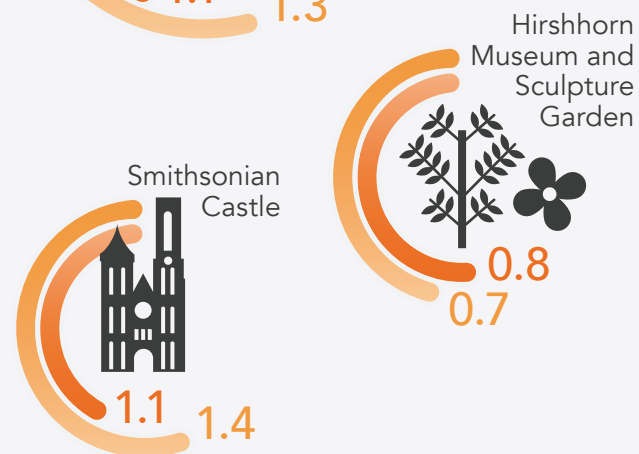 1.3
Hirshhorn
Museum and
Sculpture
Garden
0.8
0.7
Smithsonian
Castle
1.1
1.4